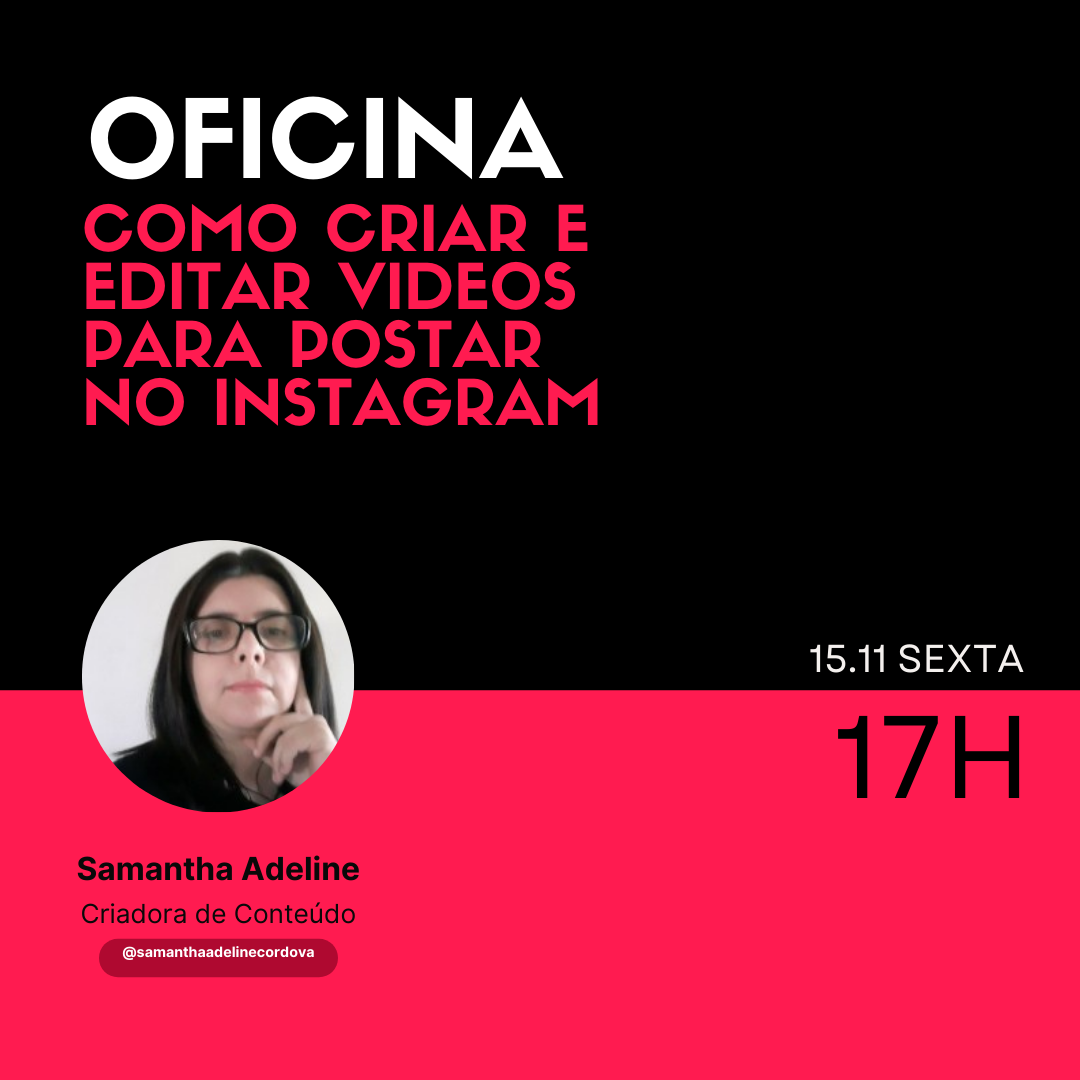 OFICINA
COMO CRIAR E
EDITAR VIDEOS
PARA POSTAR
NO INSTAGRAM
15.11 SEXTA
17H
Samantha Adeline
Criadora de Conteúdo
@samanthaadelinecordova